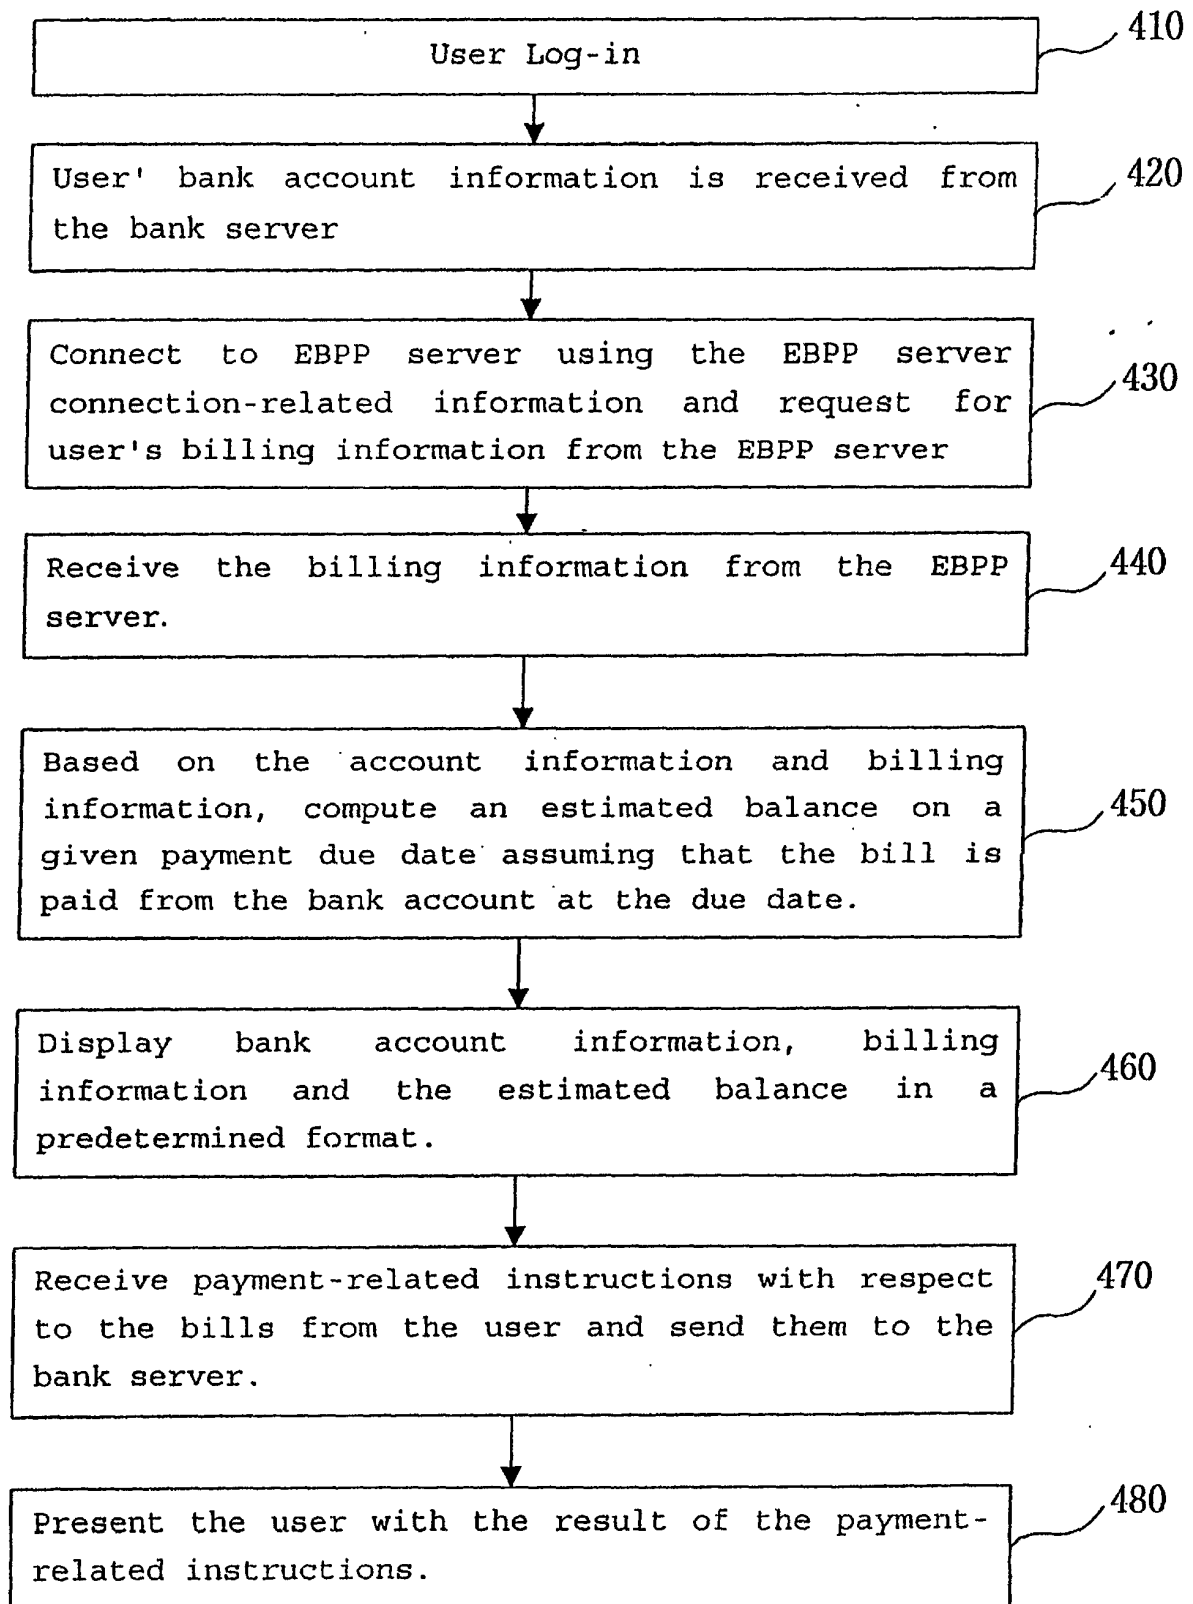 User Log-in
410
User' bank account information is received from
the bank server
420
Connect to EBPP server using the EBPP server
connection-related information and request for
user's billing information from the EBPP server
430
Receive the billing information from the EBPP
server.
440
Based on the account information and billing
information, compute an estimated balance on a
given payment due date assuming that the bill is
paid from the bank account at the due date.
450
Display bank account information, billing
information and the estimated balance in a
predetermined format.
460
Receive payment-related instructions with respect
to the bills from the user and send them to the
bank server.
470
Present the user with the result of the payment-
related instructions.
480